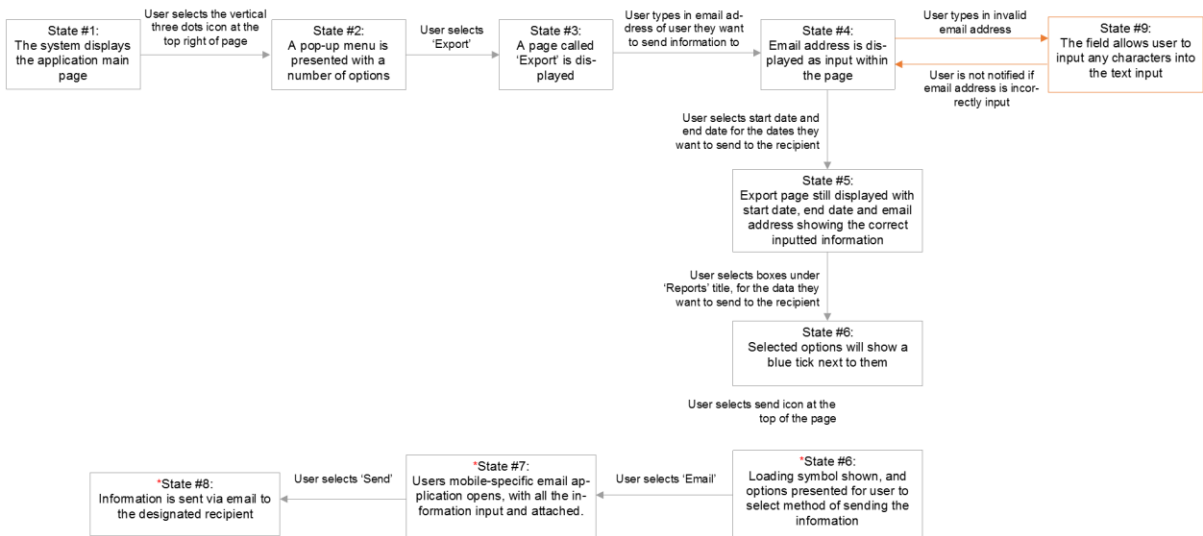 State #1:
The system displays
the application main
page
User selects the vertical
three dots icon at the
top right of page
State #2:
A pop-up menu is
presented with a
number of options
User selects
‘Export’
State #3:
A page called
‘Export’ is dis-
played
User types in email ad-
dress of user they want
to send information to
State #4:
Email address is dis-
played as input within
the page
User types in invalid
email address
User is not notified if
email address is incor-
rectly input
State #9:
The field allows user to
input any characters into
the text input
User selects start date and
end date for the dates they
want to send to the recipient
State #5:
Export page still displayed with
start date, end date and email
address showing the correct
inputted information
User selects boxes under
‘Reports’ title, for the data they
want to send to the recipient
State #6:
Selected options will show a
blue tick next to them
User selects send icon at the
top of the page
*State #6:
Loading symbol shown, and
options presented for user to
select method of sending the
information
User selects ‘Email’
*State #7:
Users mobile-specific email ap-
plication opens, with all the in-
formation input and attached.
User selects ‘Send’
*State #8:
Information is sent via email to
the designated recipient